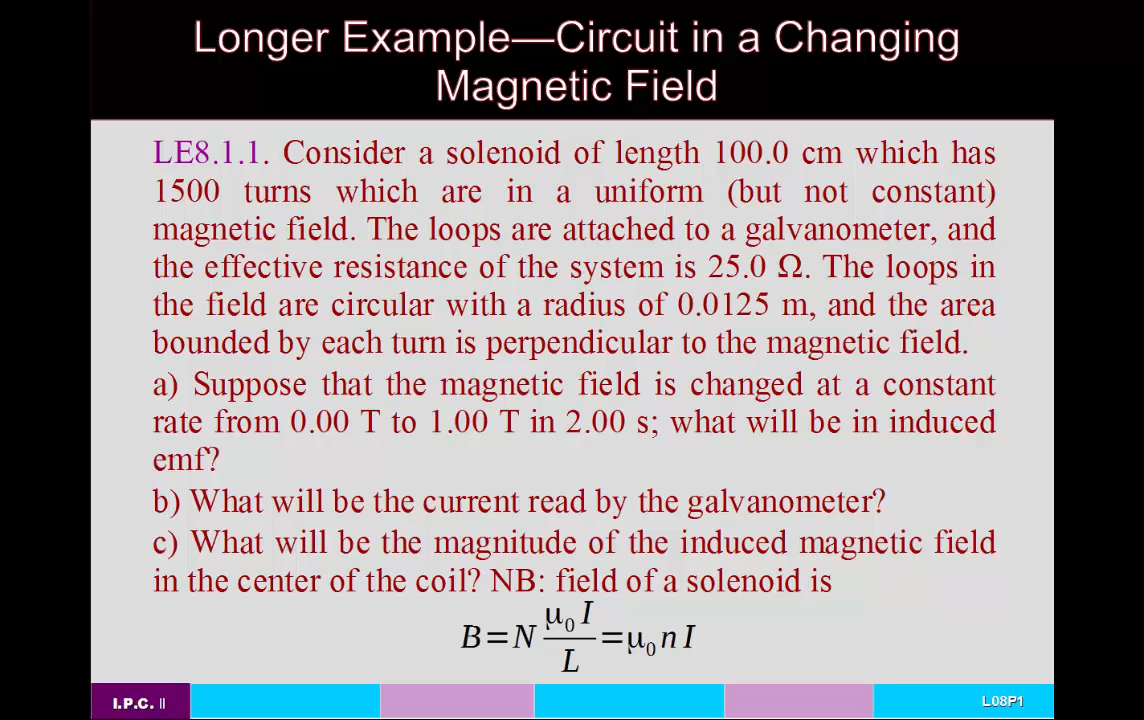 Longer Example—Circuit in a Changing
Magnetic Field
LE8.1.1. Consider a solenoid of length 100.0 cm which has
1500 turns which are in a uniform (but not constant)
magnetic field. The loops are attached to a galvanometer, and
the effective resistance of the system is 25.0 Ω. The loops in
the field are circular with a radius of 0.0125 m, and the area
bounded by each turn is perpendicular to the magnetic field.
a) Suppose that the magnetic field is changed at a constant
rate from 0.00 T to 1.00 T in 2.00 s; what will be in induced
emf?
b) What will be the current read by the galvanometer?
c) What will be the magnitude of the induced magnetic field
in the center of the coil? NB: field of a solenoid is
B=N μ₀ I / L =μ₀ n I
I.P.C. II
L08P1